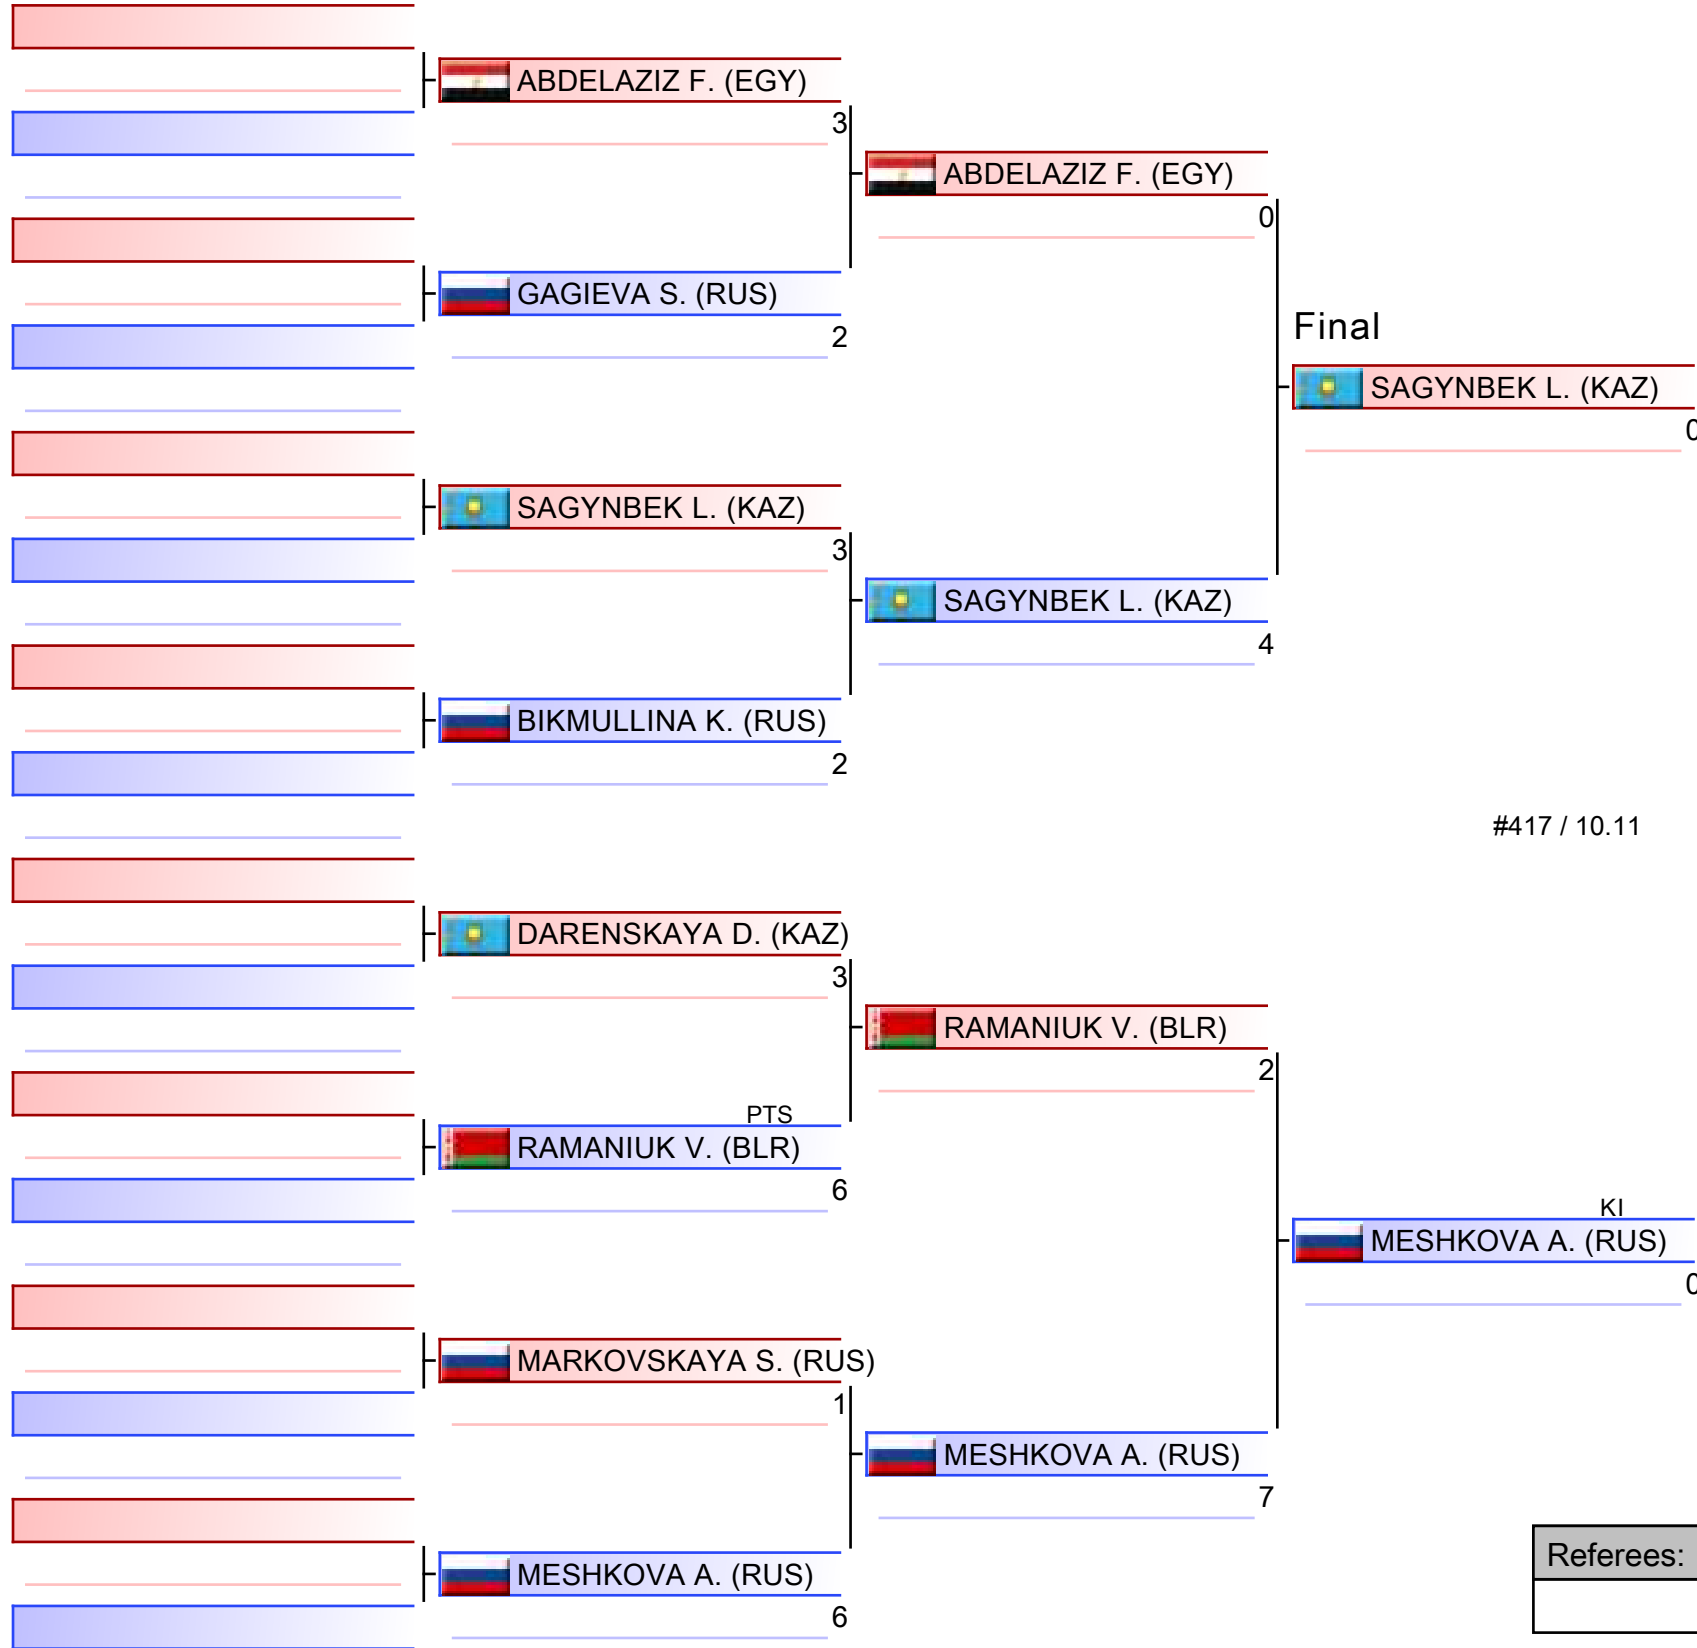 ABDELAZIZ F. (EGY)
3
ABDELAZIZ F. (EGY)
0
GAGIEVA S. (RUS)
2
Final
SAGYNBEK L. (KAZ)
0
SAGYNBEK L. (KAZ)
3
SAGYNBEK L. (KAZ)
4
BIKMULLINA K. (RUS)
2
#417 / 10.11
DARENSKAYA D. (KAZ)
3
RAMANIUK V. (BLR)
2
PTS
RAMANIUK V. (BLR)
6
KI
MESHKOVA A. (RUS)
0
MARKOVSKAYA S. (RUS)
1
MESHKOVA A. (RUS)
7
Referees:
MESHKOVA A. (RUS)
6